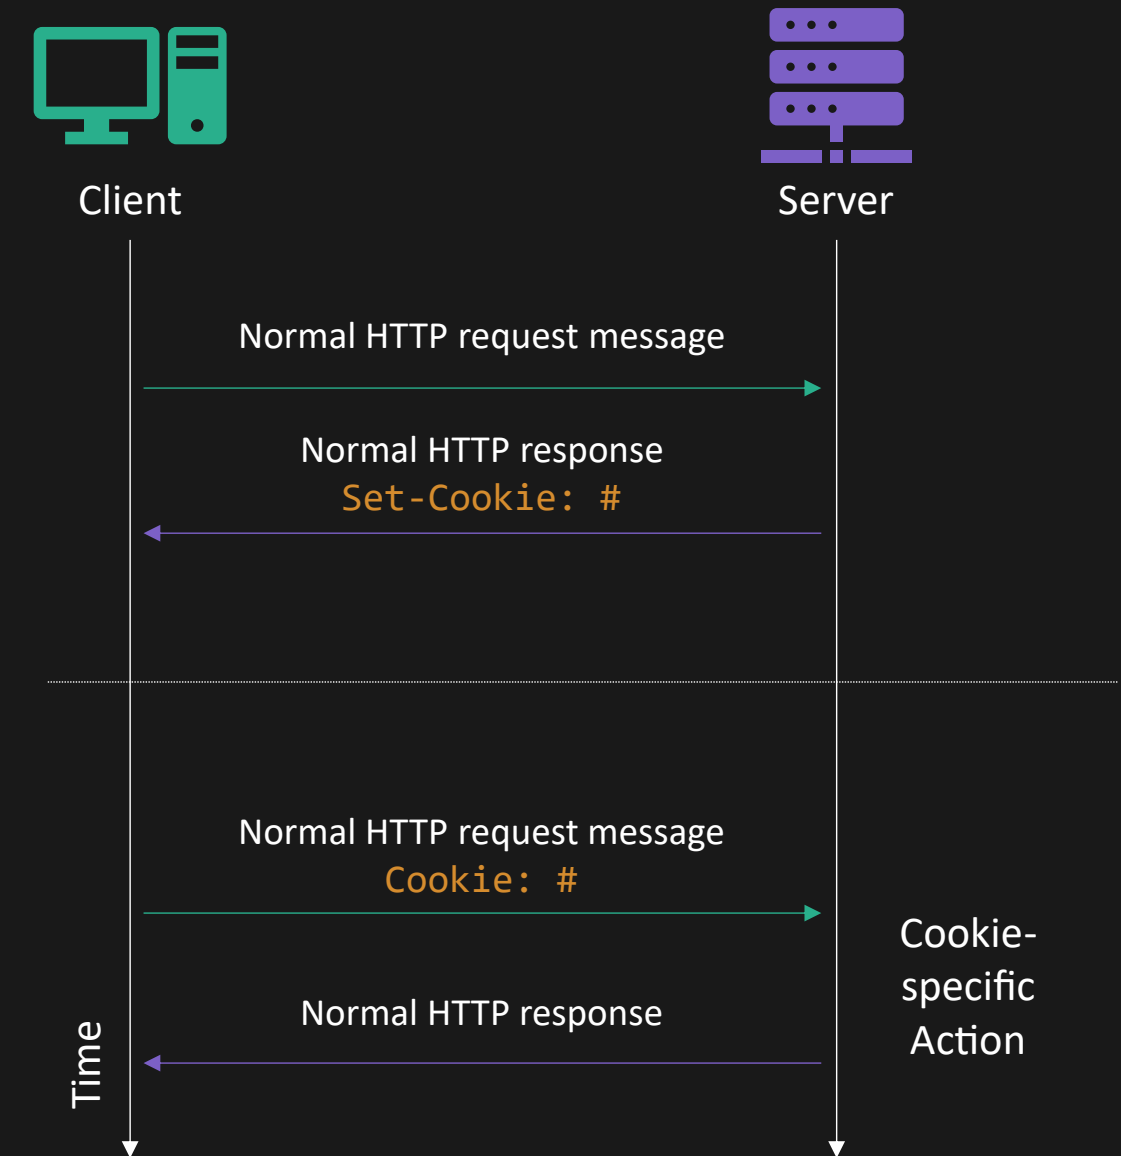 Client
Server
Normal HTTP request message
Normal HTTP response
Set-Cookie: #
Normal HTTP request message
Cookie: #
Cookie-
specific
Action
Normal HTTP response
Time